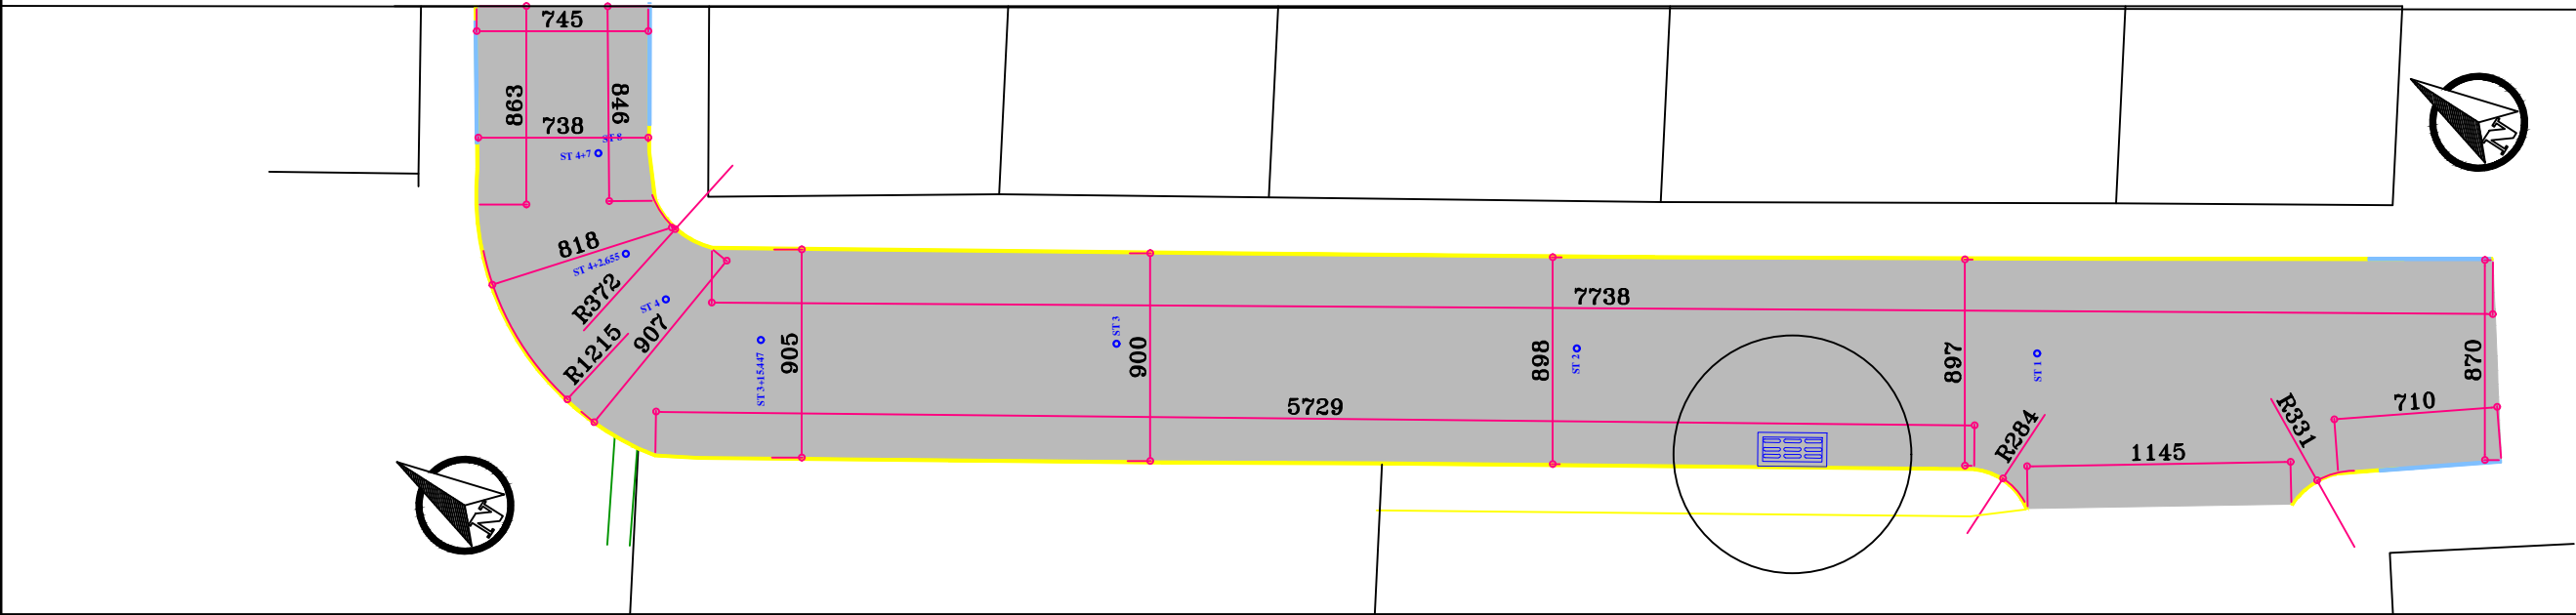 745
863
846
738
ST 8
ST 4+7
818
ST 4+2.655
R372
ST 4
907
R1215
7738
905
ST 3+15.447
ST 3
900
898
ST 2
897
ST 1
870
5729
710
R331
R284
1145
N
N